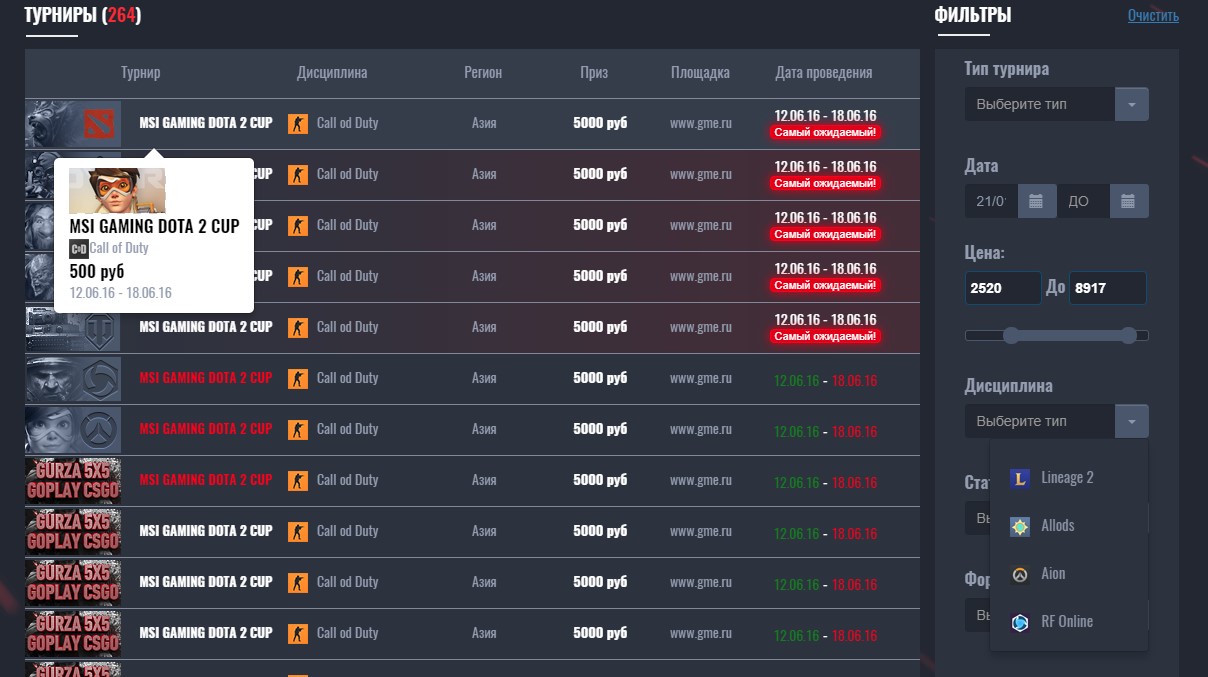 ТУРНИРЫ (264)
Турнир Дисциплина Регион Приз Площадка Дата проведения
MSI GAMING DOTA 2 CUP Call od Duty Азия 5000 руб www.gme.ru 12.06.16 - 18.06.16
Самый ожидаемый!
CUP Call od Duty Азия 5000 руб www.gme.ru 12.06.16 - 18.06.16
Самый ожидаемый!
CUP Call od Duty Азия 5000 руб www.gme.ru 12.06.16 - 18.06.16
Самый ожидаемый!
CUP Call od Duty Азия 5000 руб www.gme.ru 12.06.16 - 18.06.16
Самый ожидаемый!
MSI GAMING DOTA 2 CUP
Call of Duty
500 руб
12.06.16 - 18.06.16
MSI GAMING DOTA 2 CUP Call od Duty Азия 5000 руб www.gme.ru 12.06.16 - 18.06.16
Самый ожидаемый!
MSI GAMING DOTA 2 CUP Call od Duty Азия 5000 руб www.gme.ru 12.06.16 - 18.06.16
MSI GAMING DOTA 2 CUP Call od Duty Азия 5000 руб www.gme.ru 12.06.16 - 18.06.16
GURZA 5X5
GOPLAY CSGO
MSI GAMING DOTA 2 CUP Call od Duty Азия 5000 руб www.gme.ru 12.06.16 - 18.06.16
GURZA 5X5
GOPLAY CSGO
MSI GAMING DOTA 2 CUP Call od Duty Азия 5000 руб www.gme.ru 12.06.16 - 18.06.16
GURZA 5X5
GOPLAY CSGO
MSI GAMING DOTA 2 CUP Call od Duty Азия 5000 руб www.gme.ru 12.06.16 - 18.06.16
GURZA 5X5
GOPLAY CSGO
MSI GAMING DOTA 2 CUP Call od Duty Азия 5000 руб www.gme.ru 12.06.16 - 18.06.16
ФИЛЬТРЫ Очистить
Тип турнира
Выберите тип
Дата
21/0 ДО
Цена:
2520 До 8917
Дисциплина
Выберите тип
Lineage 2
Allods
Aion
RF Online
Ста
Вы
Фор
Вы